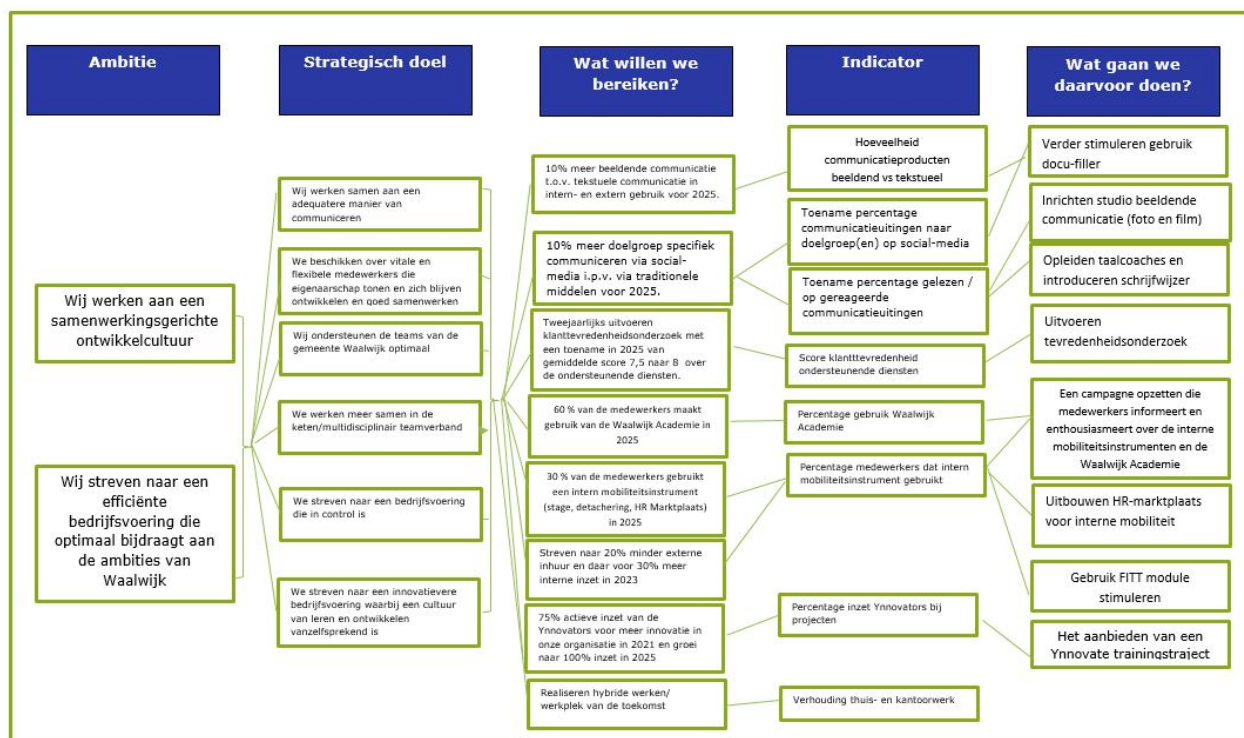 Ambitie
Strategisch doel
Wat willen we
bereiken?
Indicator
Wat gaan we
daarvoor doen?
Wij werken aan een
samenwerkingsgerichte
ontwikkelcultuur
Wij streven naar een
efficiënte
bedrijfsvoering die
optimaal bijdraagt aan
de ambities van
Waalwijk
Wij werken samen aan een
adequatere manier van
communiceren
We beschikken over vitale en
flexibele medewerkers die
eigenaarschap tonen en zich blijven
ontwikkelen en goed samenwerken
Wij ondersteunen de teams van de
gemeente Waalwijk optimaal
We werken meer samen in de
keten/multidisciplinair teamverband
We streven naar een bedrijfsvoering
die in control is
We streven naar een innovatievere
bedrijfsvoering waarbij een cultuur
van leren en ontwikkelen
vanzelfsprekend is
10% meer beeldende communicatie
t.o.v. tekstuele communicatie in
intern- en extern gebruik voor 2025.
10% meer doelgroep specifiek
communiceren via social-
media i.p.v. via traditionele
middelen voor 2025.
Tweejaarlijks uitvoeren
klanttevredenheidsonderzoek met
een toename in 2025 van
gemiddelde score 7,5 naar 8 over
de ondersteunende diensten.
60 % van de medewerkers maakt
gebruik van de Waalwijk Academie in
2025
30 % van de medewerkers gebruikt
een intern mobiliteitsinstrument
(stage, detachering, HR Marktplaats)
in 2025
Streven naar 20% minder externe
inhuur en daar voor 30% meer
interne inzet in 2023
75% actieve inzet van de
Ynnovators voor meer innovatie in
onze organisatie in 2021 en groei
naar 100% inzet in 2025
Realiseren hybride werken/
werkplek van de toekomst
Hoeveelheid
communicatieproducten
beeldend vs tekstueel
Toename percentage
communicatieuitingen naar
doelgroep(en) op social-media
Toename percentage gelezen /
op gereageerde
communicatieuitingen
Score klantttevredenheid
ondersteunende diensten
Percentage gebruik Waalwijk
Academie
Percentage medewerkers dat intern
mobiliteitsinstrument gebruikt
Percentage inzet Ynnovators bij
projecten
Verhouding thuis- en kantoorwerk
Verder stimuleren gebruik
docu-filler
Inrichten studio beeldende
communicatie (foto en film)
Opleiden taalcoaches en
introduceren schrijfwijzer
Uitvoeren
tevredenheidsonderzoek
Een campagne opzetten die
medewerkers informeert en
enthousiasmeert over de interne
mobiliteitsinstrumenten en de
Waalwijk Academie
Uitbouwen HR-marktplaats
voor interne mobiliteit
Gebruik FITT module
stimuleren
Het aanbieden van een
Ynnovate trainingstraject